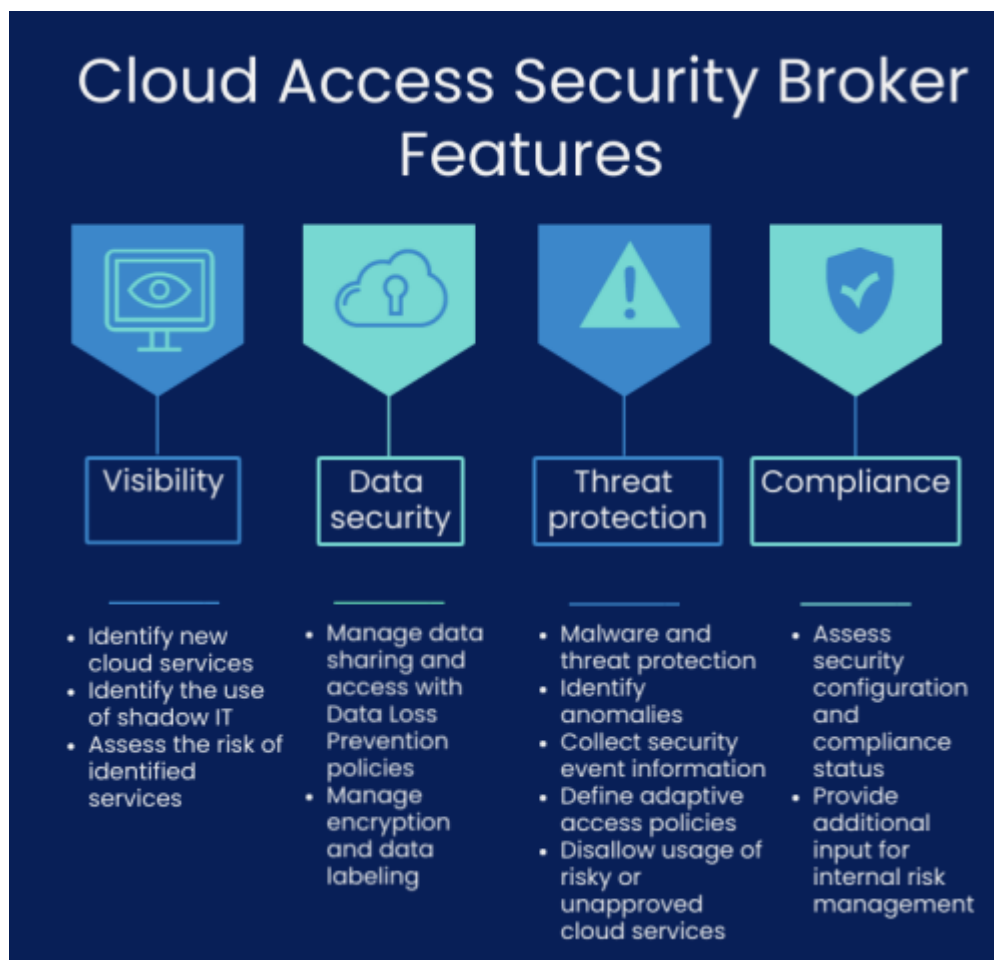 Cloud Access Security Broker
Features
Visibility
Data
security
Threat
protection
Compliance
• Identify new
cloud services
• Identify the use
of shadow IT
• Assess the risk of
identified
services
• Manage data
sharing and
access with
Data Loss
Prevention
policies
• Manage
encryption
and data
labeling
• Malware and
threat protection
• Identify
anomalies
• Collect security
event information
• Define adaptive
access policies
• Disallow usage of
risky or
unapproved
cloud services
• Assess
security
configuration
and
compliance
status
• Provide
additional
input for
internal risk
management